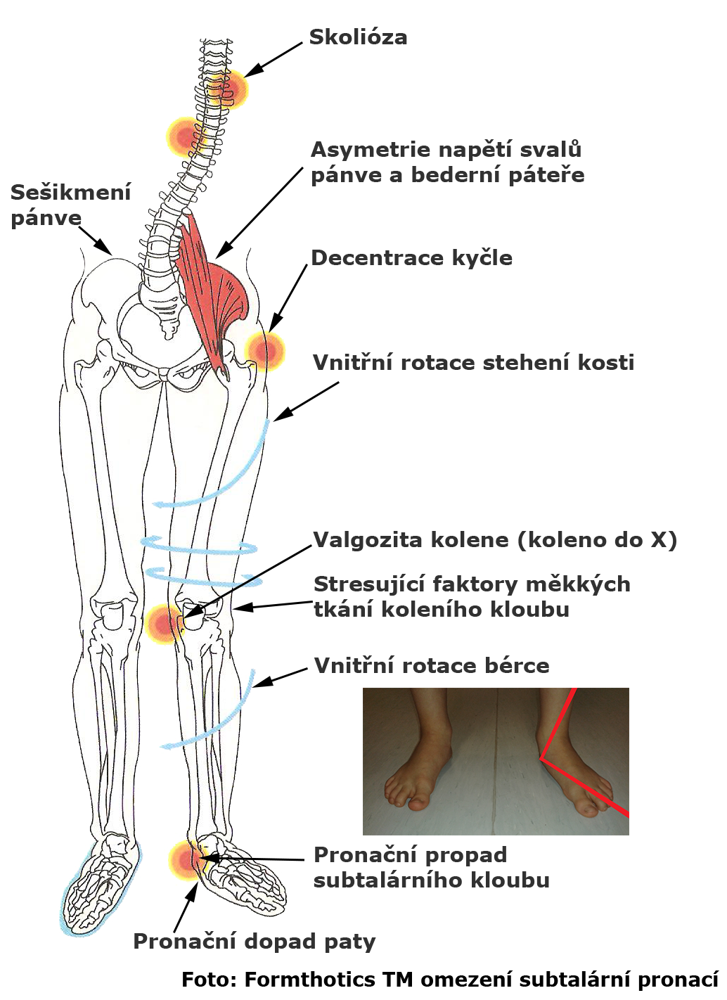 Skolióza
Asymetrie napětí svalů
pánve a bederní páteře
Sešikmení
pánve
Decentrace kyčle
Vnitřní rotace stehení kosti
Valgozita kolene (koleno do X)
Stresující faktory měkkých
tkání koleního kloubu
Vnitřní rotace bérce
Pronační propad
subtalárního kloubu
Pronační dopad paty
Foto: Formthotics TM omezení subtalární pronací